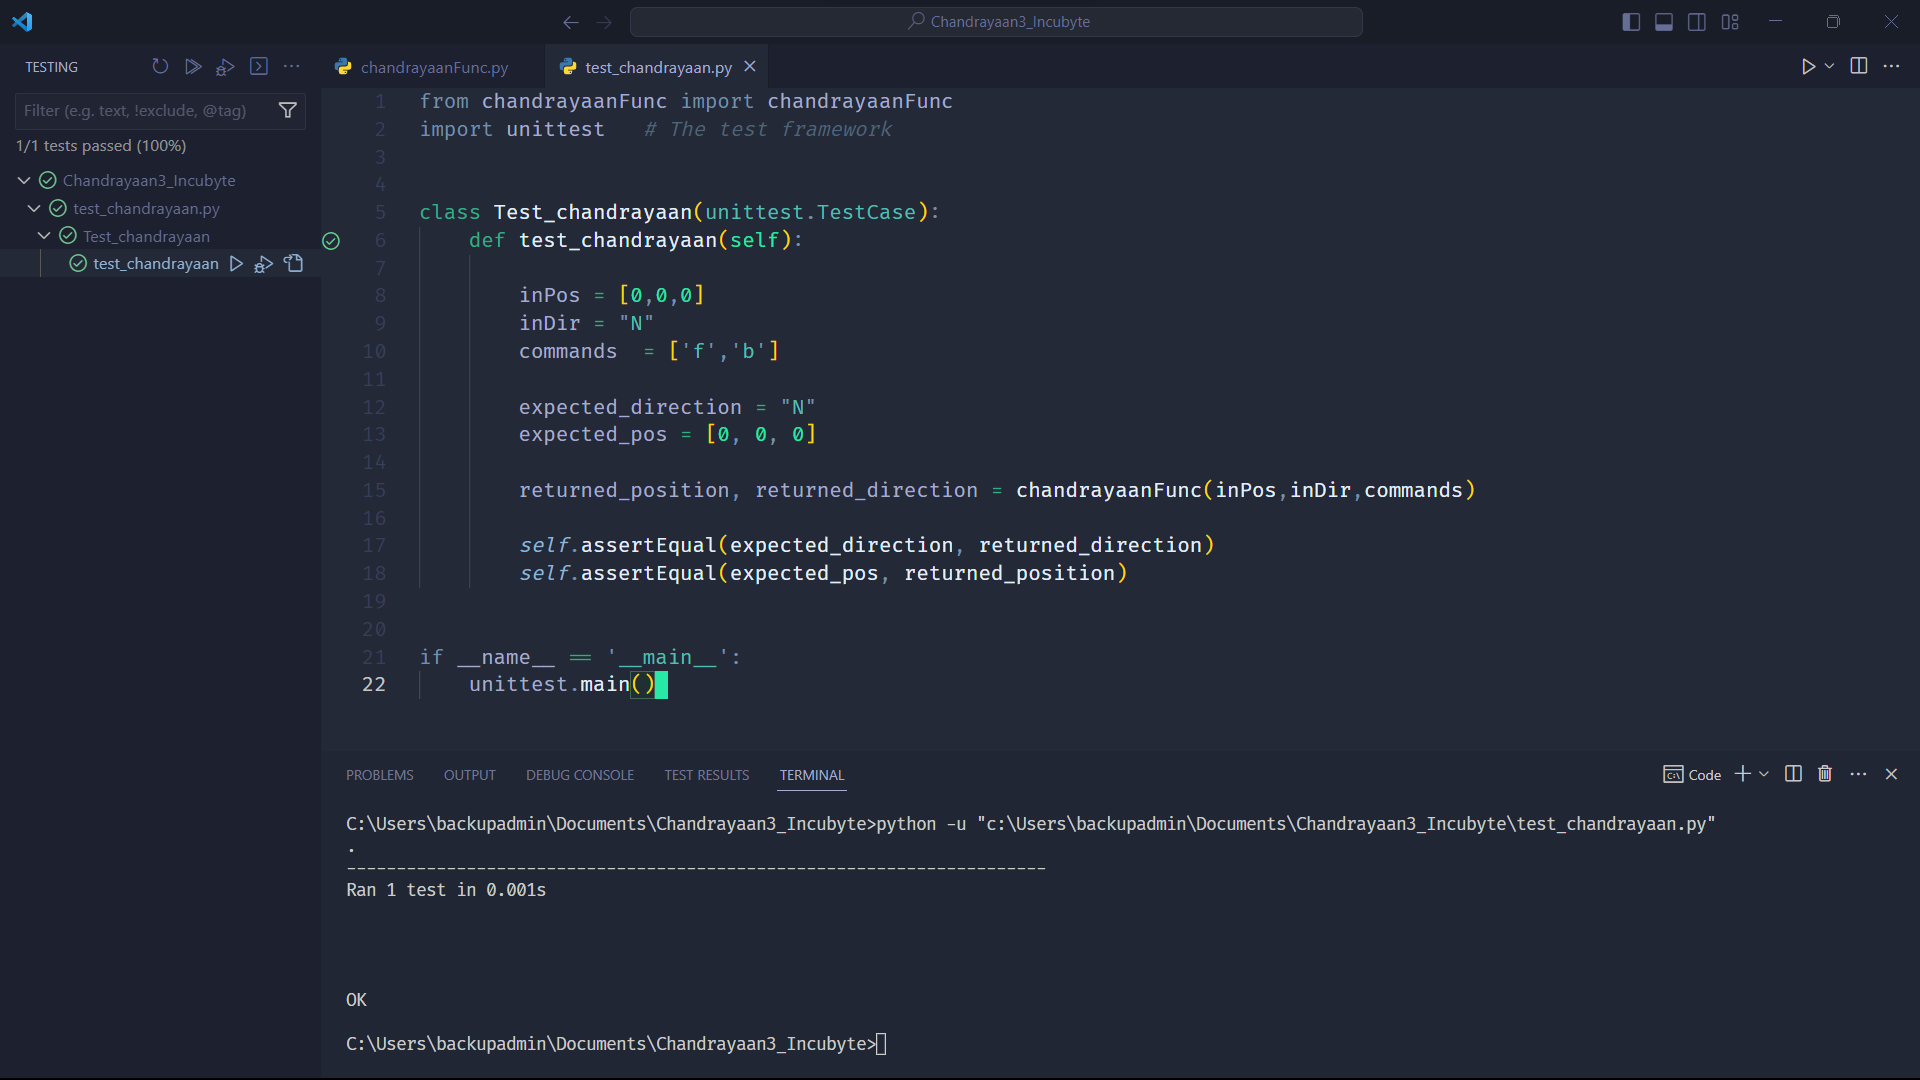 Chandrayaan3_Incubyte
TESTING
Filter (e.g. text, !exclude, @tag)
1/1 tests passed (100%)
Chandrayaan3_Incubyte
test_chandrayaan.py
Test_chandrayaan
test_chandrayaan
chandrayaanFunc.py
test_chandrayaan.py
1 from chandrayaanFunc import chandrayaanFunc
2 import unittest   # The test framework
3
4
5 class Test_chandrayaan(unittest.TestCase):
6     def test_chandrayaan(self):
7
8         inPos = [0,0,0]
9         inDir = "N"
10         commands  = ['f','b']
11
12         expected_direction = "N"
13         expected_pos = [0, 0, 0]
14
15         returned_position, returned_direction = chandrayaanFunc(inPos,inDir,commands)
16
17         self.assertEqual(expected_direction, returned_direction)
18         self.assertEqual(expected_pos, returned_position)
19
20
21 if __name__ == '__main__':
22     unittest.main()
PROBLEMS OUTPUT DEBUG CONSOLE TEST RESULTS TERMINAL
Code
C:\Users\backupadmin\Documents\Chandrayaan3_Incubyte>python -u "c:\Users\backupadmin\Documents\Chandrayaan3_Incubyte\test_chandrayaan.py"
.
----------------------------------------------------------------------
Ran 1 test in 0.001s
OK
C:\Users\backupadmin\Documents\Chandrayaan3_Incubyte>